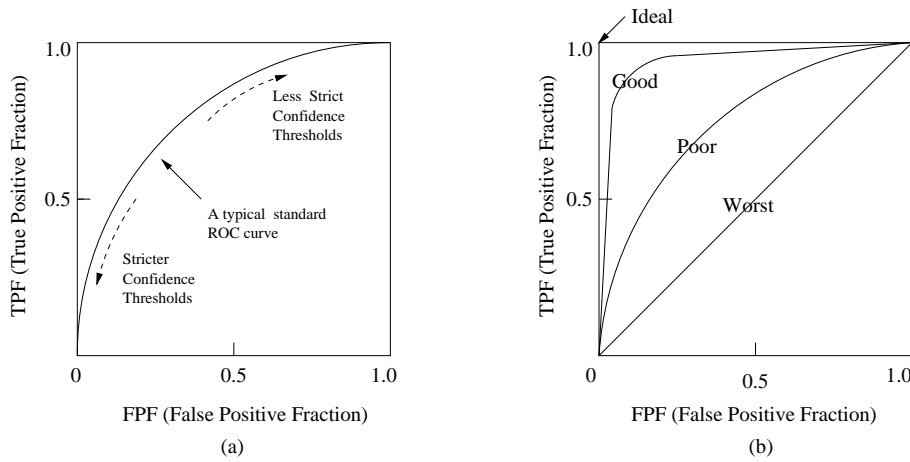 1.0
TPF (True Positive Fraction)
0.5
0
0.5
1.0
FPF (False Positive Fraction)
Less Strict
Confidence
Thresholds
A typical standard
ROC curve
Stricter
Confidence
Thresholds
(a)
Ideal
1.0
Good
Poor
TPF (True Positive Fraction)
0.5
Worst
0
0.5
1.0
FPF (False Positive Fraction)
(b)